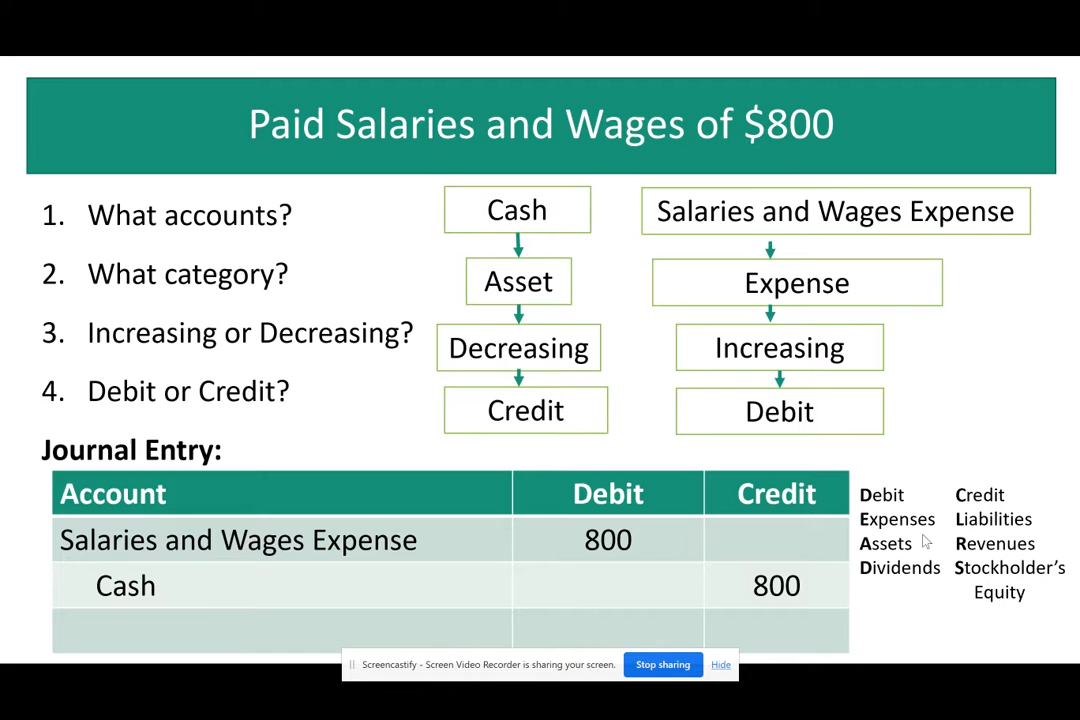 Paid Salaries and Wages of $800
1. What accounts?
Cash
Salaries and Wages Expense
2. What category?
Asset
Expense
3. Increasing or Decreasing?
Decreasing
Increasing
4. Debit or Credit?
Credit
Debit
Journal Entry:
Account Debit Credit
Salaries and Wages Expense 800
Cash 800
Debit Credit
Expenses Liabilities
Assets Revenues
Dividends Stockholder's
Equity
Screencastify - Screen Video Recorder is sharing your screen. Stop sharing Hide